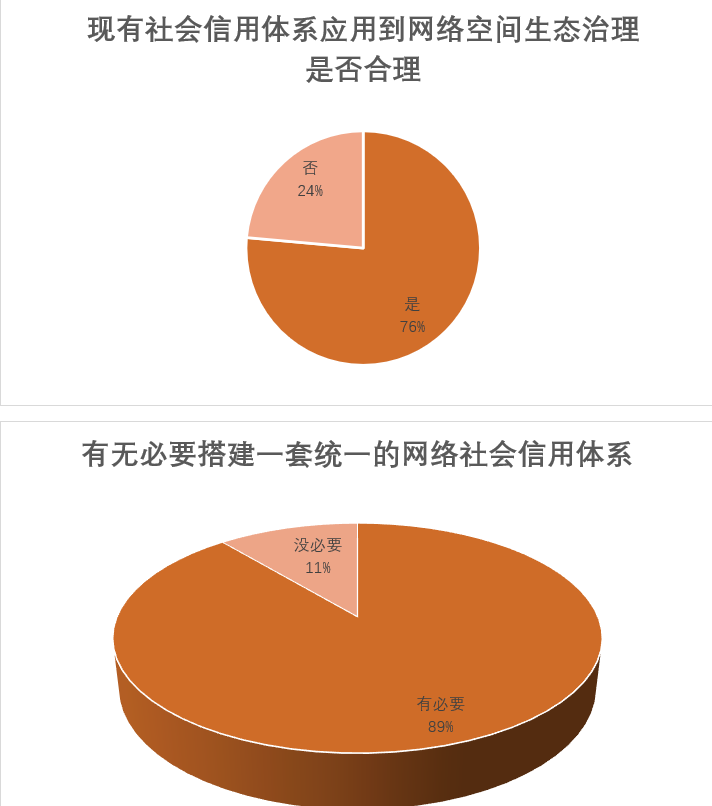 现有社会信用体系应用到网络空间生态治理
是否合理
否
24%
是
76%
有无必要搭建一套统一的网络社会信用体系
没必要
11%
有必要
89%